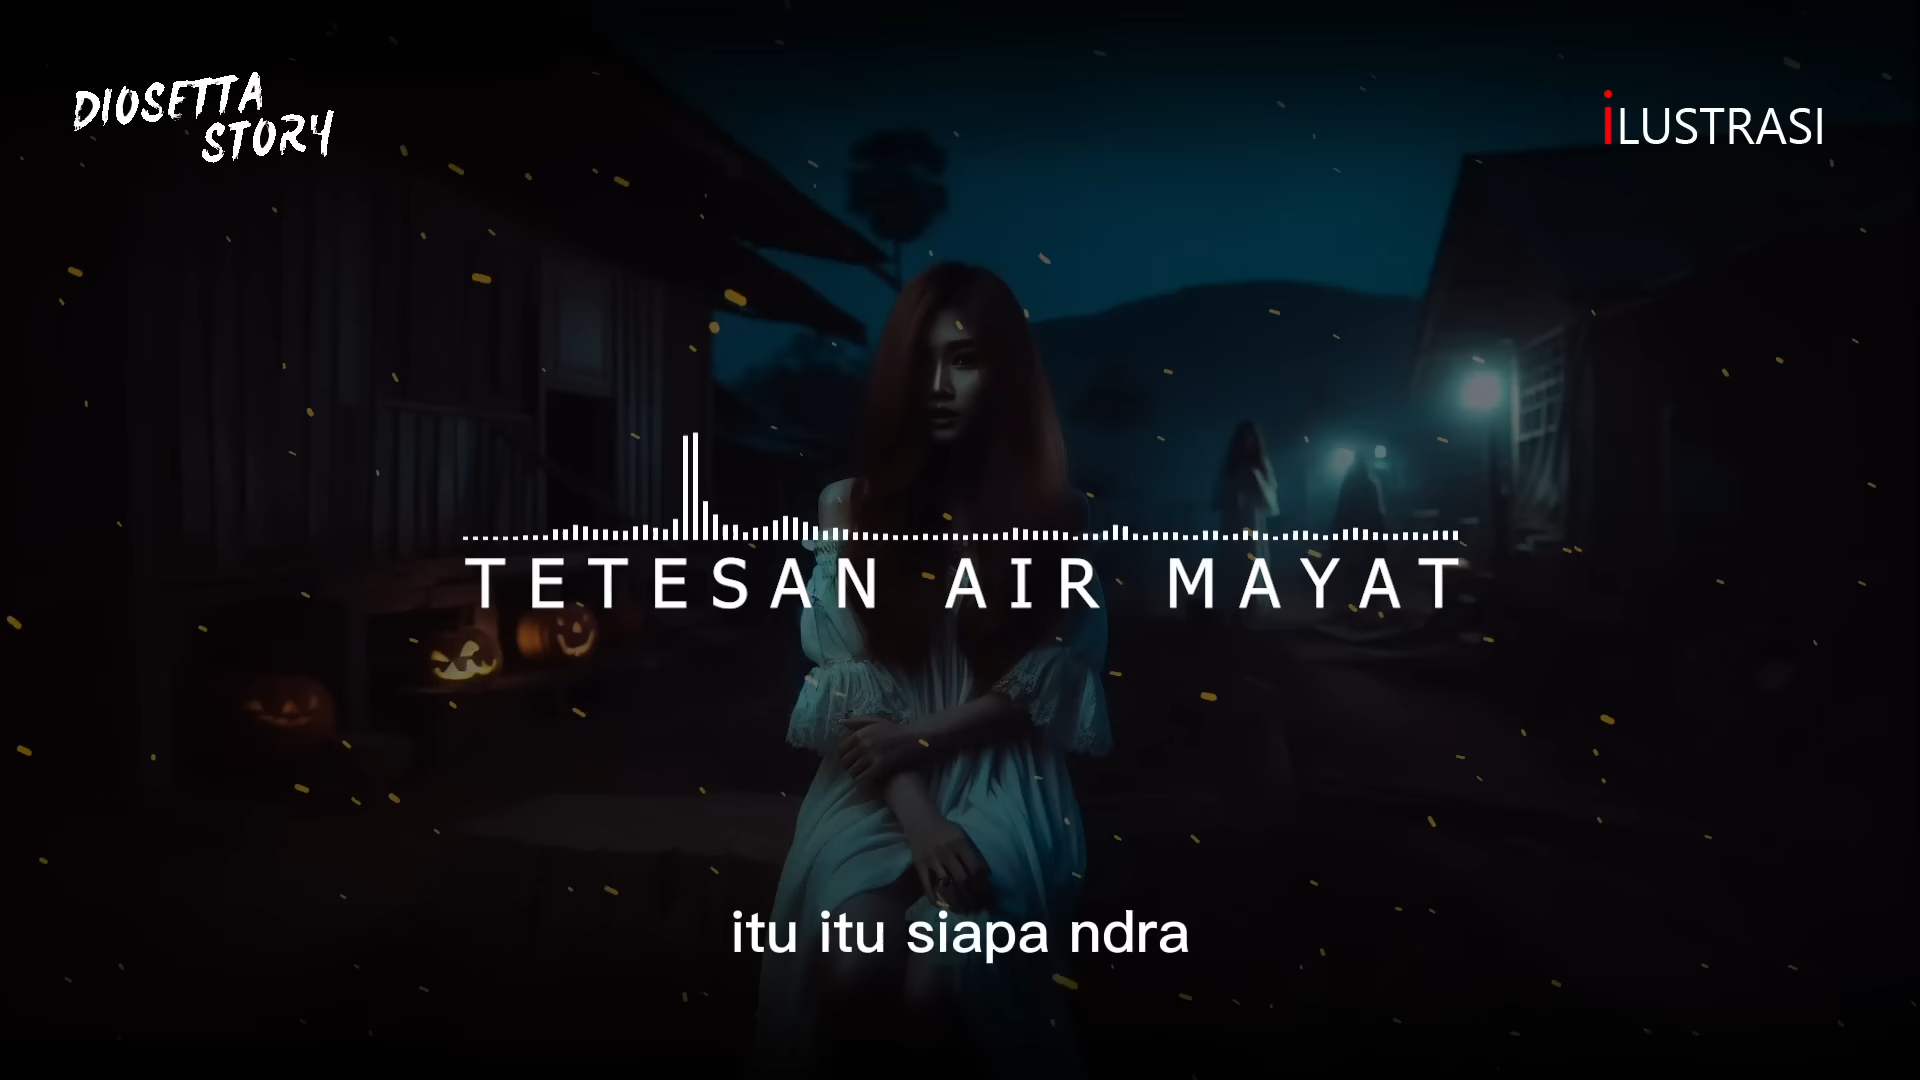 DIOSETTA
STORY
iLUSTRASI
TETESAN AIR MAYAT
itu itu siapa ndra